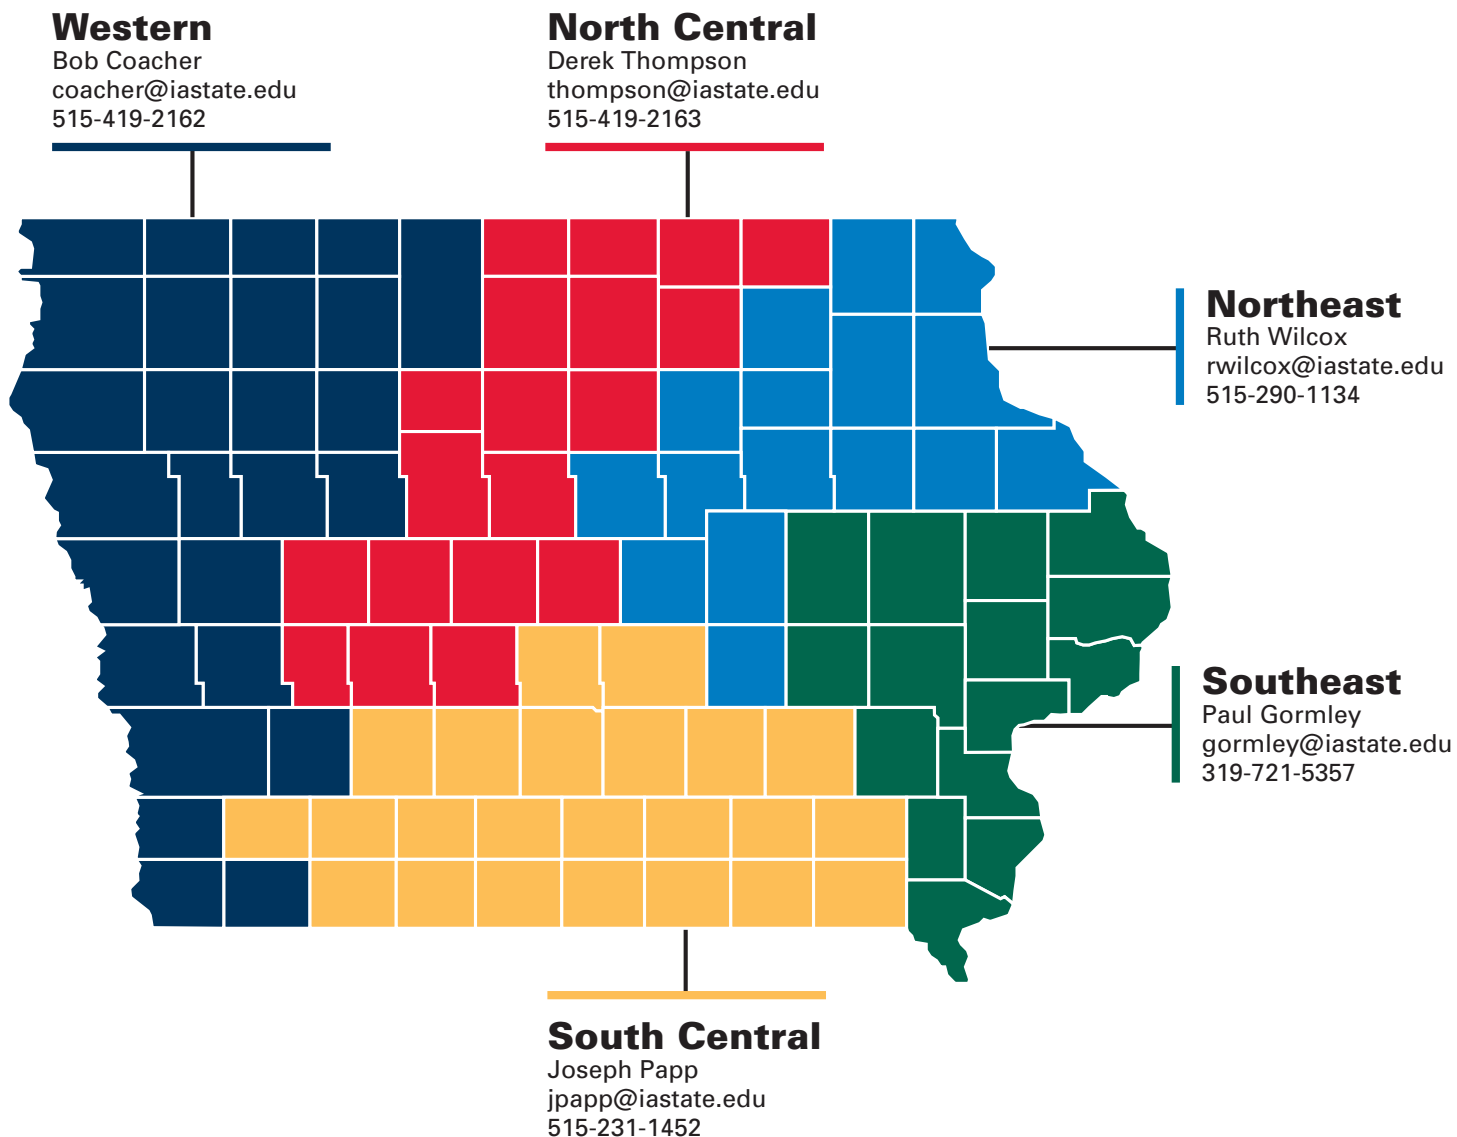 Western
Bob Coacher
coacher@iastate.edu
515-419-2162
North Central
Derek Thompson
thompson@iastate.edu
515-419-2163
Northeast
Ruth Wilcox
rwilcox@iastate.edu
515-290-1134
Southeast
Paul Gormley
gormley@iastate.edu
319-721-5357
South Central
Joseph Papp
jpapp@iastate.edu
515-231-1452